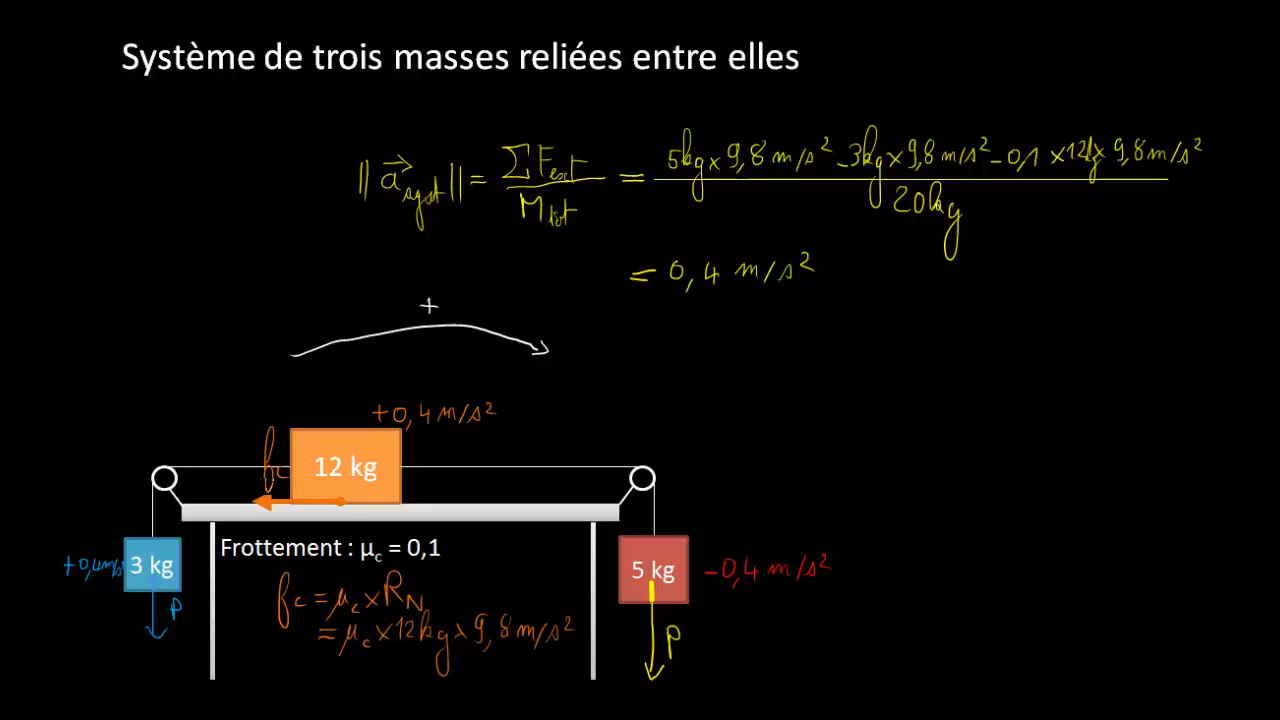 Système de trois masses reliées entre elles
|| a⃗syst || = ΣFext / Mtot = 5kg × 9,8 m/s² - 3kg × 9,8 m/s² - 0,1 × 12kg × 9,8 m/s² / 20kg
= 0,4 m/s²
+
+0,4 m/s²
fc
12 kg
Frottement : μc = 0,1
+0,4m/s
3 kg
5 kg
-0,4 m/s²
P
fc = μc × RN
= μc × 12kg × 9,8 m/s²
P